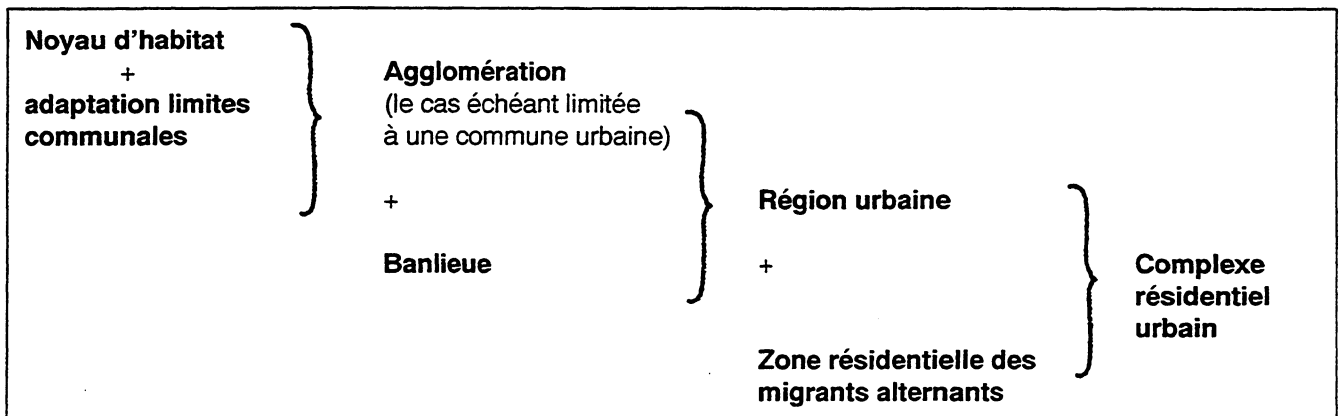 Noyau d'habitat
+
adaptation limites
communales
Agglomération
(le cas échéant limitée
à une commune urbaine)
+
Banlieue
Région urbaine
+
Zone résidentielle des
migrants alternants
Complexe
résidentiel
urbain